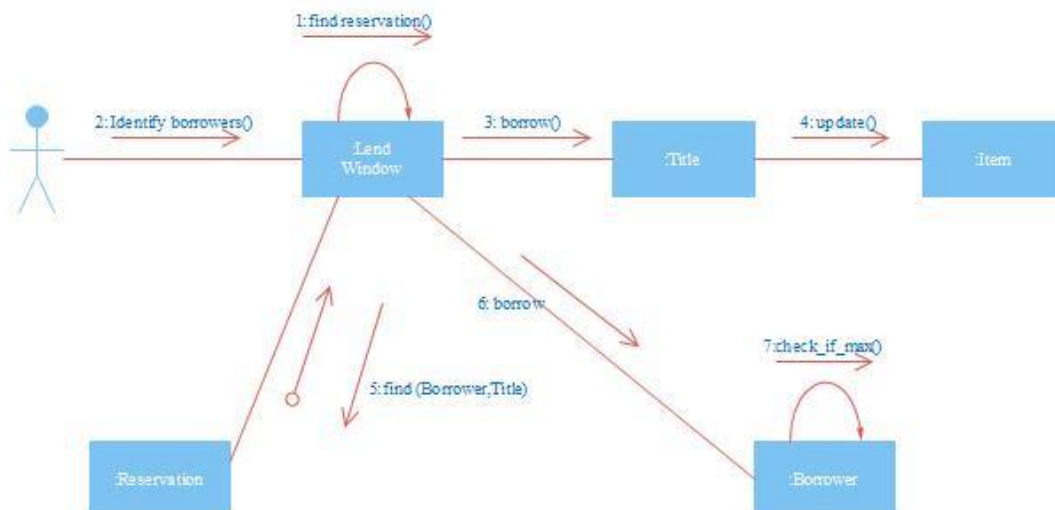 1: find reservation()
2: Identify borrowers()
3: borrow()
4: update()
:Lend
Window
:Title
:Item
6: borrow
7:check_if_max()
5: find (Borrower,Title)
:Reservation
:Borrower